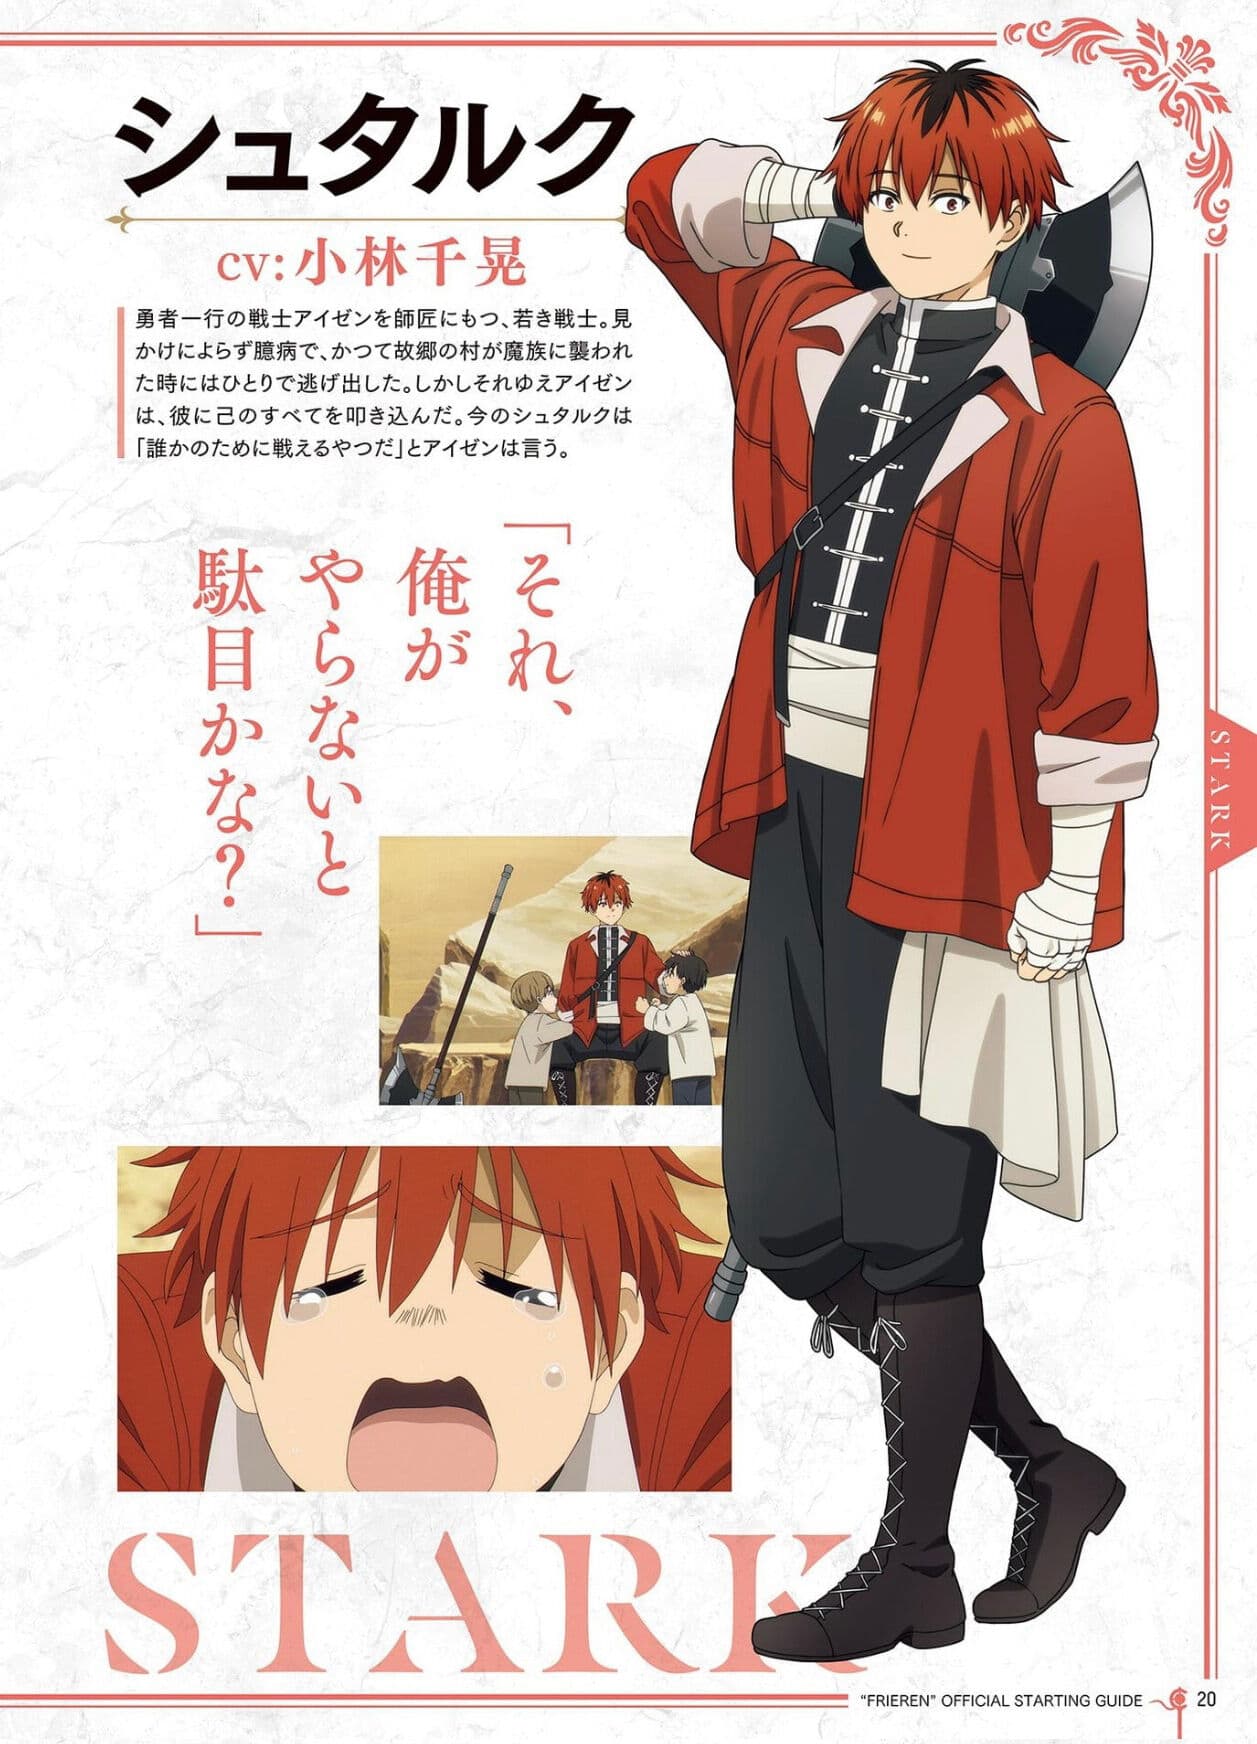 シュタルク
cv:小林千晃
勇者一行の戦士アイゼンを師匠にもつ、若き戦士。見
かけによらず臆病で、かつて故郷の村が魔族に襲われ
た時にはひとりで逃げ出した。しかしそれゆえアイゼン
は、彼に己のすべてを叩き込んだ。今のシュタルクは
「誰かのために戦えるやつだ」とアイゼンは言う。
「それ、
俺が
やらないと
駄目かな?」
STARK
STARK
“FRIEREN” OFFICIAL STARTING GUIDE
20